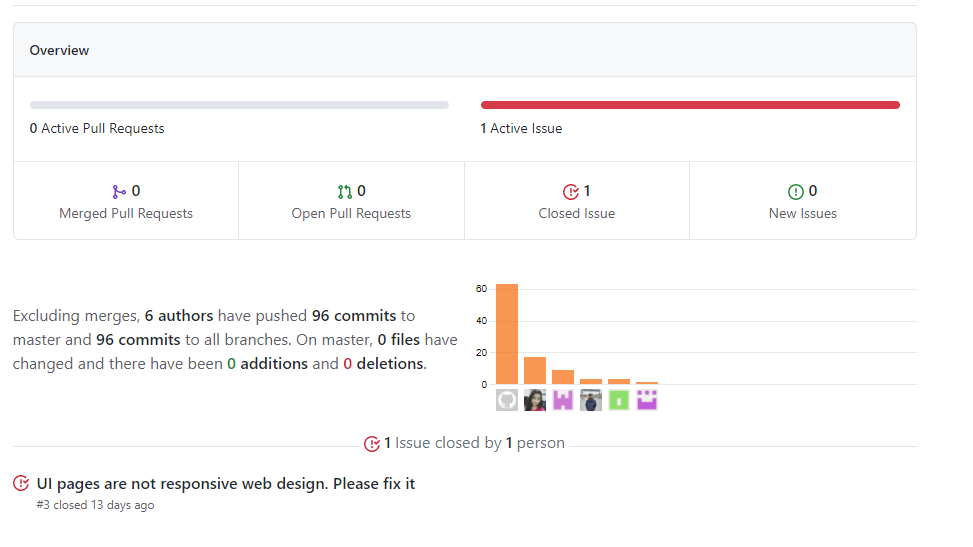 Overview
0 Active Pull Requests
1 Active Issue
0
Merged Pull Requests
0
Open Pull Requests
1
Closed Issue
0
New Issues
Excluding merges, 6 authors have pushed 96 commits to
master and 96 commits to all branches. On master, 0 files have
changed and there have been 0 additions and 0 deletions.
60
40
20
0
1 Issue closed by 1 person
UI pages are not responsive web design. Please fix it
#3 closed 13 days ago